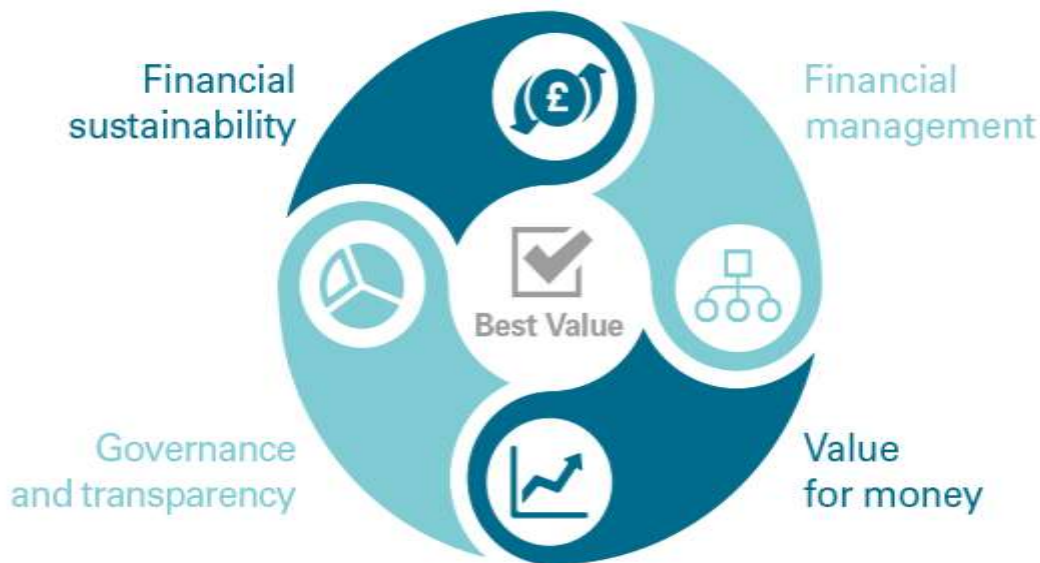 Financial
sustainability
Financial
management
£
Best Value
Governance
and transparency
Value
for money